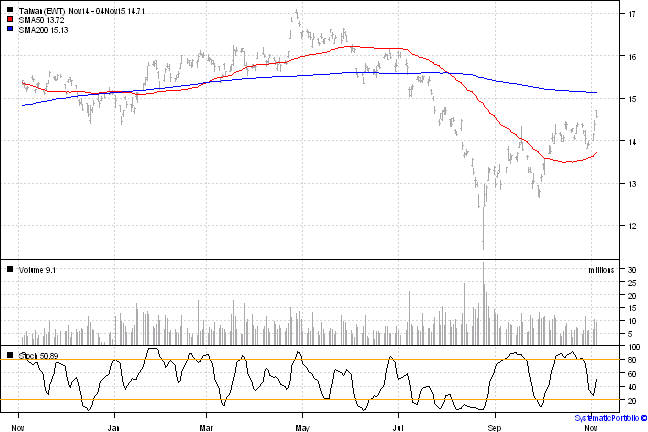 Taiwan (EWT) Nov14 - 04Nov15 14.71
SMA50 13.72
SMA200 15.13
17
16
15
14
13
12
Volume 9.1
millions
30
25
20
15
10
5
Stoch 50.89
100
80
60
40
20
Nov
Jan
Mar
May
Jul
Sep
Nov
SystematicPortfolio ©